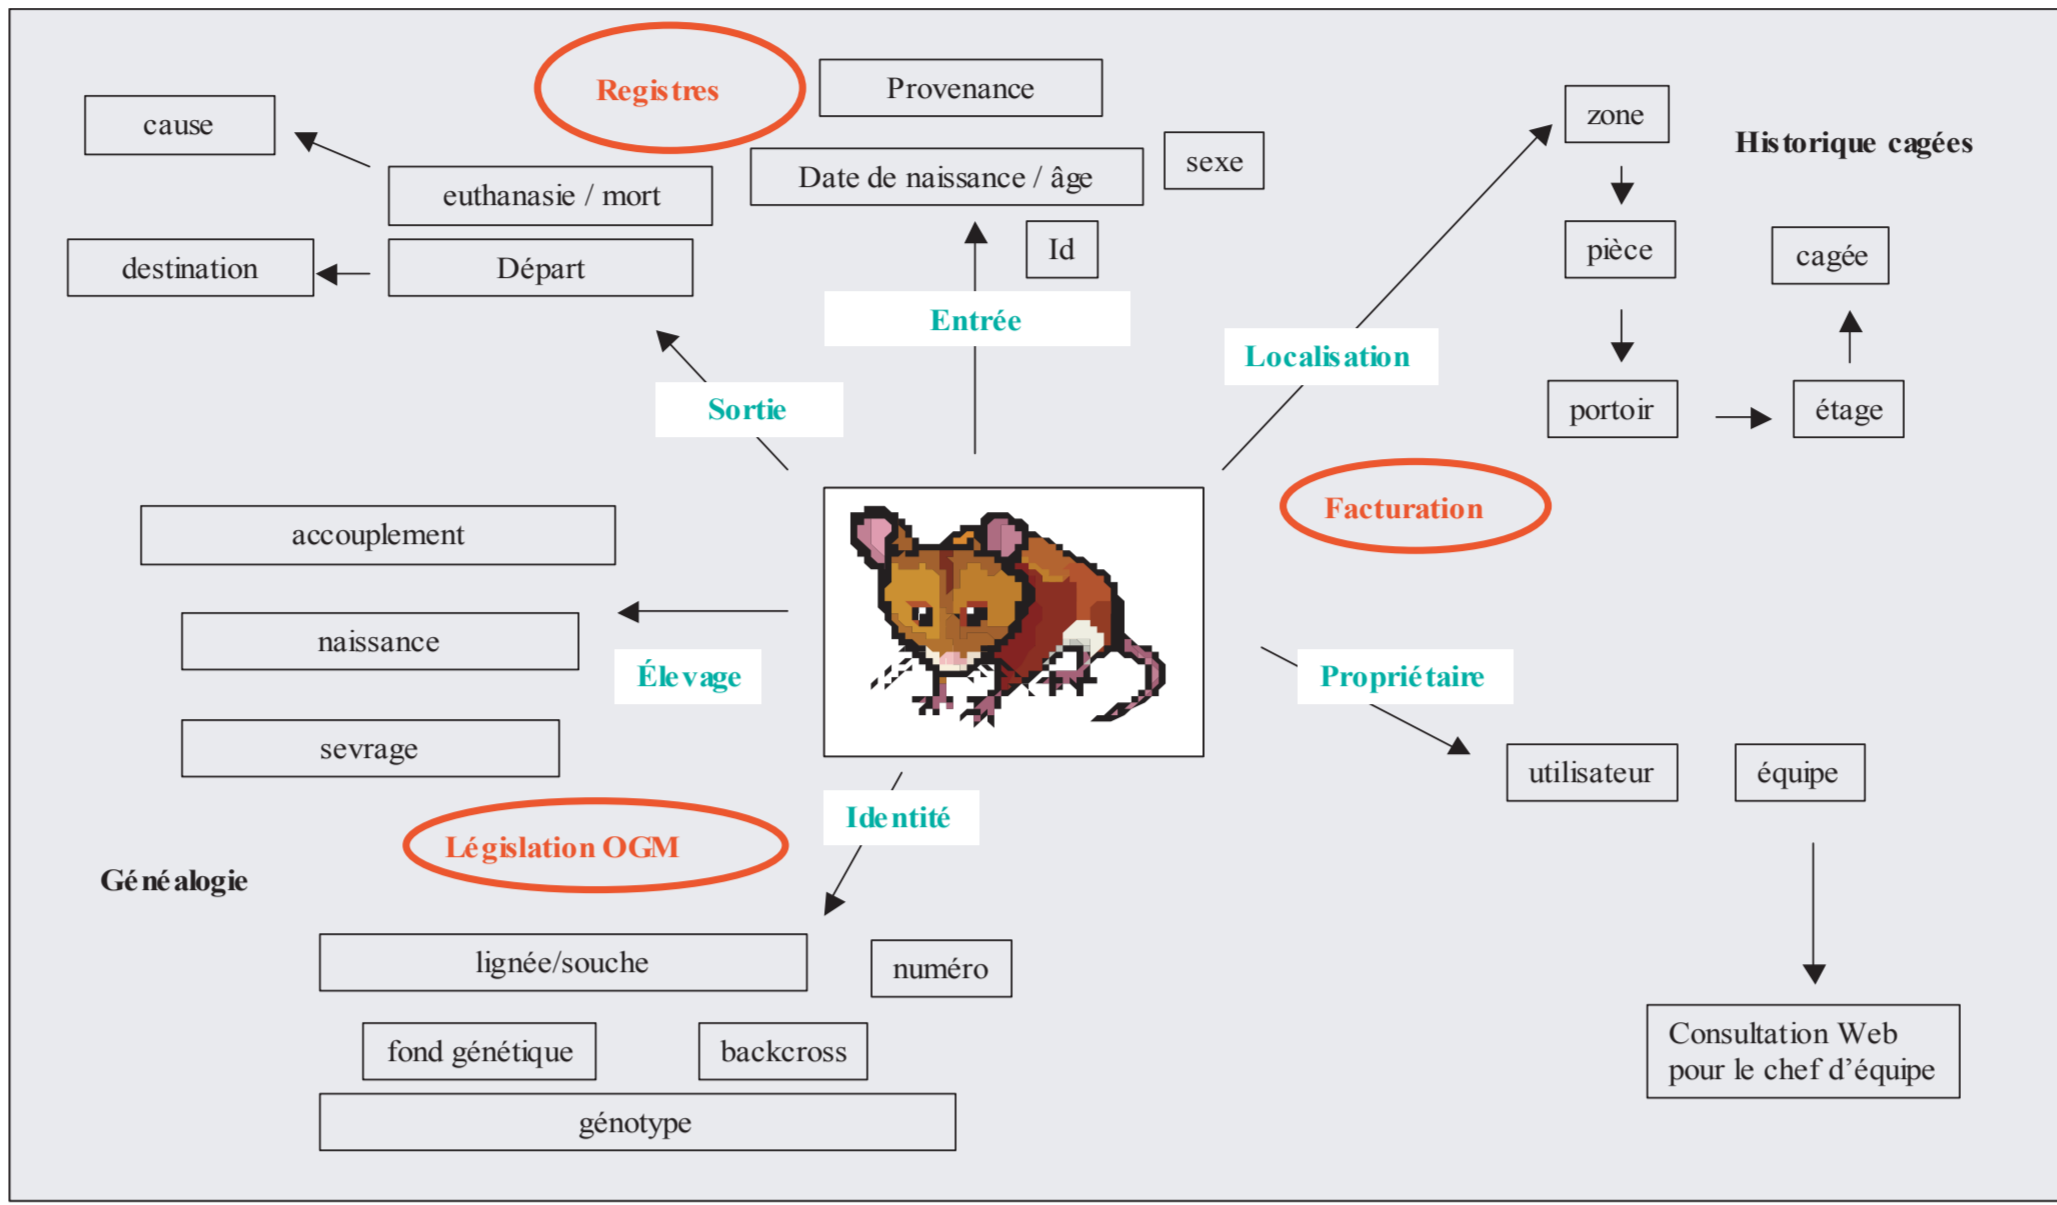 Registres
Provenance
cause
zone
Historique cagées
Date de naissance / âge
sexe
euthanasie / mort
Id
pièce
cagée
destination
Départ
Entrée
Localisation
Sortie
portoir
étage
Facturation
accouplement
naissance
Élevage
Propriétaire
sevrage
utilisateur
équipe
Identité
Législation OGM
Généalogie
lignée/souche
numéro
fond génétique
backcross
Consultation Web
pour le chef d’équipe
génotype